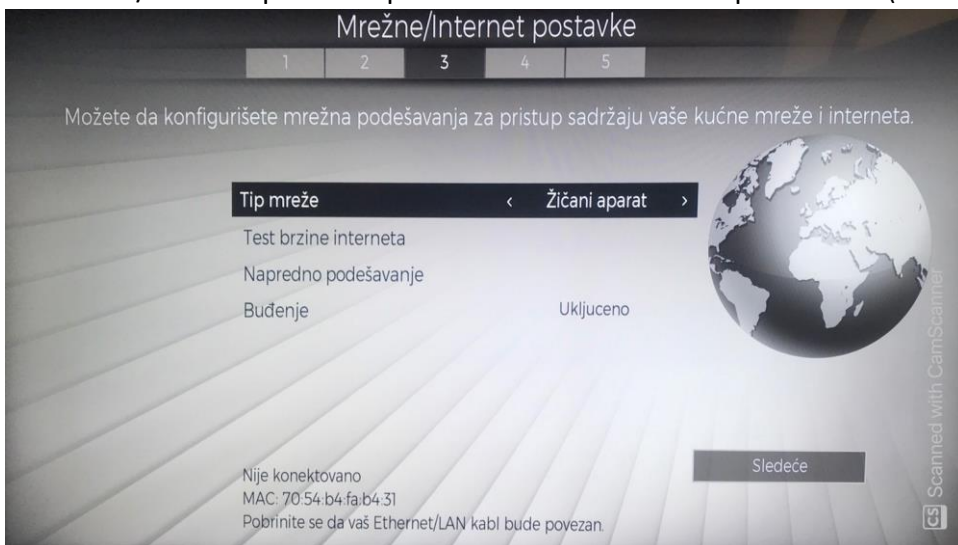 Mrežne/Internet postavke
1 2 3 4 5
Možete da konfigurišete mrežna podešavanja za pristup sadržaju vaše kućne mreže i interneta.
Tip mreže ‹ Žičani aparat ›
Test brzine interneta
Napredno podešavanje
Buđenje Ukljuceno
Sledeće
Nije konektovano
MAC: 70:54:b4:fa:b4:31
Pobrinite se da vaš Ethernet/LAN kabl bude povezan.
CS Scanned with CamScanner